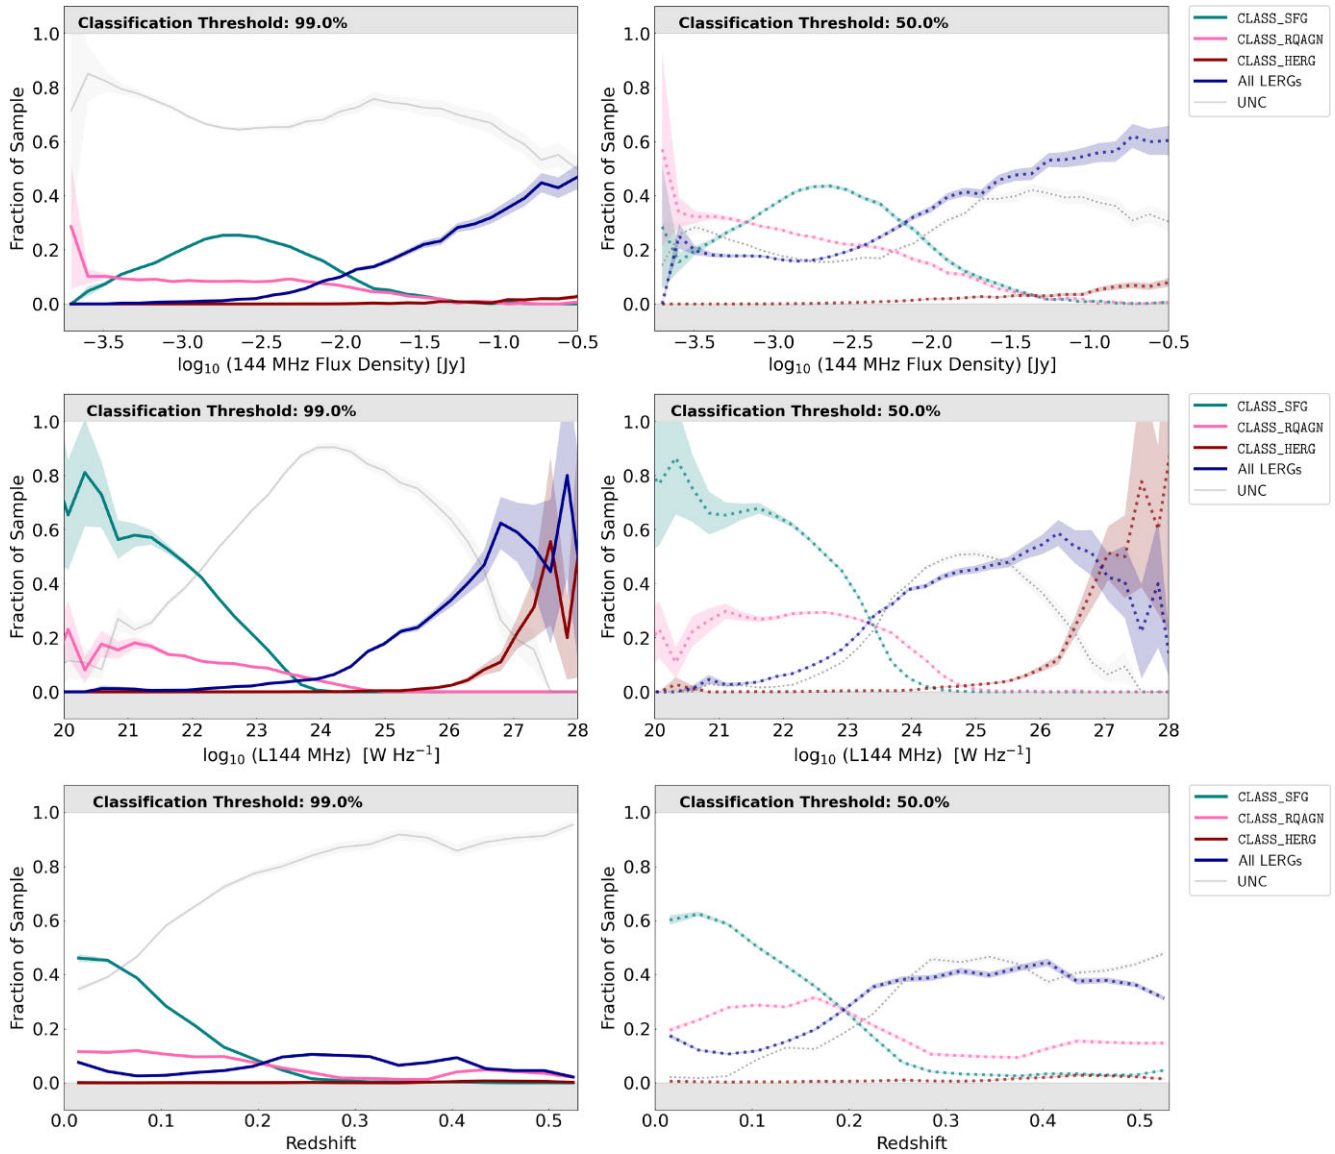 Classification Threshold: 99.0%
1.0
0.8
0.6
0.4
0.2
0.0
Fraction of Sample
−3.5 −3.0 −2.5 −2.0 −1.5 −1.0 −0.5
log10 (144 MHz Flux Density) [Jy]
Classification Threshold: 50.0%
1.0
0.8
0.6
0.4
0.2
0.0
Fraction of Sample
−3.5 −3.0 −2.5 −2.0 −1.5 −1.0 −0.5
log10 (144 MHz Flux Density) [Jy]
CLASS_SFG
CLASS_RQAGN
CLASS_HERG
All LERGs
UNC
Classification Threshold: 99.0%
1.0
0.8
0.6
0.4
0.2
0.0
Fraction of Sample
20 21 22 23 24 25 26 27 28
log10 (L144 MHz) [W Hz−1]
Classification Threshold: 50.0%
1.0
0.8
0.6
0.4
0.2
0.0
Fraction of Sample
20 21 22 23 24 25 26 27 28
log10 (L144 MHz) [W Hz−1]
CLASS_SFG
CLASS_RQAGN
CLASS_HERG
All LERGs
UNC
Classification Threshold: 99.0%
1.0
0.8
0.6
0.4
0.2
0.0
Fraction of Sample
0.0 0.1 0.2 0.3 0.4 0.5
Redshift
Classification Threshold: 50.0%
1.0
0.8
0.6
0.4
0.2
0.0
Fraction of Sample
0.0 0.1 0.2 0.3 0.4 0.5
Redshift
CLASS_SFG
CLASS_RQAGN
CLASS_HERG
All LERGs
UNC